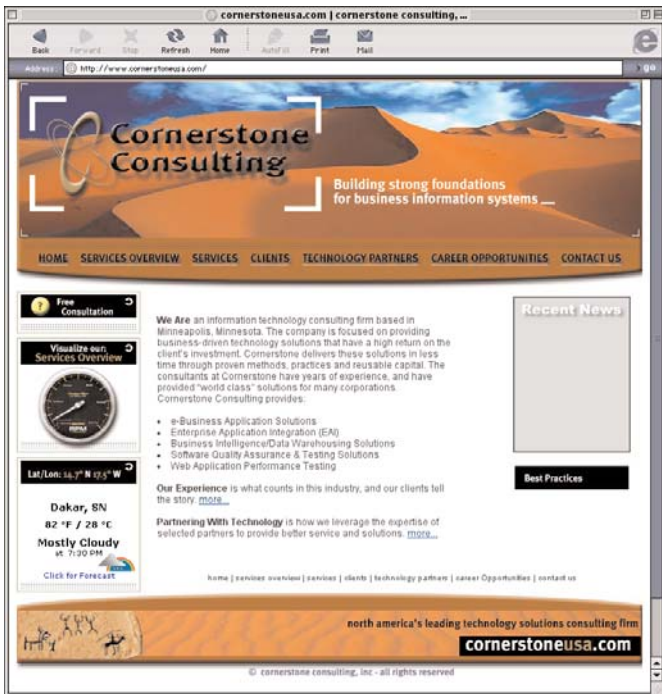 cornerstoneusa.com | cornerstone consulting, ...
Back Forward Stop Refresh Home AutoFill Print Mail
Address: http://www.cornerstoneusa.com/ go
Cornerstone
Consulting
Building strong foundations
for business information systems
HOME SERVICES OVERVIEW SERVICES CLIENTS TECHNOLOGY PARTNERS CAREER OPPORTUNITIES CONTACT US
Free
Consultation
Visualize our:
Services Overview
Lat/Lon: 14.7° N 17.5° W
Dakar, SN
82 °F / 28 °C
Mostly Cloudy
at 7:30 PM
Click for Forecast
We Are an information technology consulting firm based in
Minneapolis, Minnesota. The company is focused on providing
business-driven technology solutions that have a high return on the
client's investment. Cornerstone delivers these solutions in less
time through proven methods, practices and reusable capital. The
consultants at Cornerstone have years of experience, and have
provided "world class" solutions for many corporations.
Cornerstone Consulting provides:
• e-Business Application Solutions
• Enterprise Application Integration (EAI)
• Business Intelligence/Data Warehousing Solutions
• Software Quality Assurance & Testing Solutions
• Web Application Performance Testing
Our Experience is what counts in this industry, and our clients tell
the story. more...
Partnering With Technology is how we leverage the expertise of
selected partners to provide better service and solutions. more...
Recent News
Best Practices
home | services overview | services | clients | technology partners | career Opportunities | contact us
north america's leading technology solutions consulting firm
cornerstoneusa.com
© cornerstone consulting, inc - all rights reserved